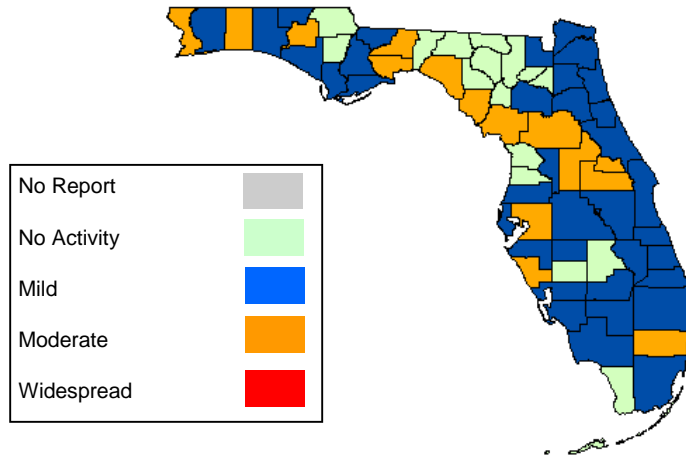 No Report
No Activity
Mild
Moderate
Widespread